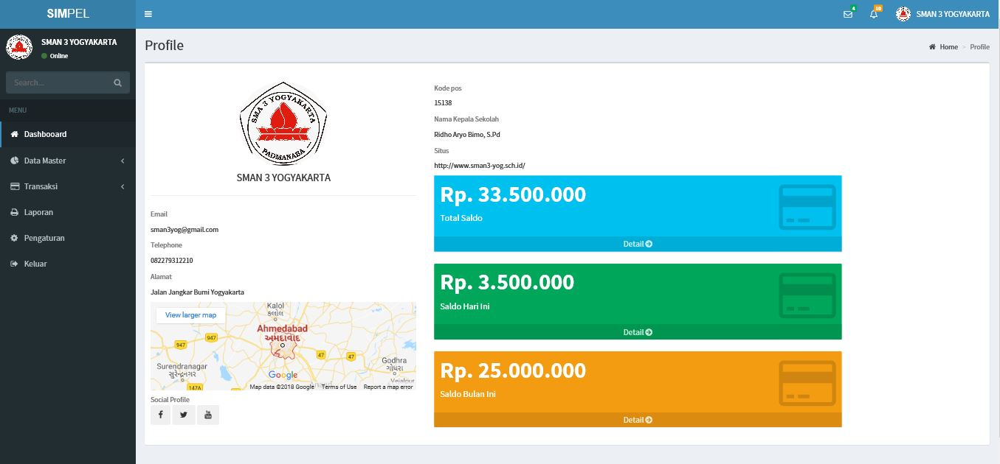 SIMPEL
4
10
SMAN 3 YOGYAKARTA
SMAN 3 YOGYAKARTA
Online
Search...
MENU
Dashbooard
Data Master
Transaksi
Laporan
Pengaturan
Keluar
Profile
Home > Profile
SMA 3 YOGYAKARTA
PADMANABA
SMAN 3 YOGYAKARTA
Email
sman3yog@gmail.com
Telephone
082279312210
Alamat
Jalan Jangkar Bumi Yogyakarta
View larger map
Kalol
કલોલ
Ahmedabad
અમદાવાદ
947
947
47
47
Surendranagar
સુરેન્દ્રનગર
Godhra
ગોધરા
147A
Google
Map data ©2018 Google
Terms of Use
Report a map error
Social Profile
Kode pos
15138
Nama Kepala Sekolah
Ridho Aryo Bimo, S.Pd
Situs
http://www.sman3-yog.sch.id/
Rp. 33.500.000
Total Saldo
Detail
Rp. 3.500.000
Saldo Hari Ini
Detail
Rp. 25.000.000
Saldo Bulan Ini
Detail